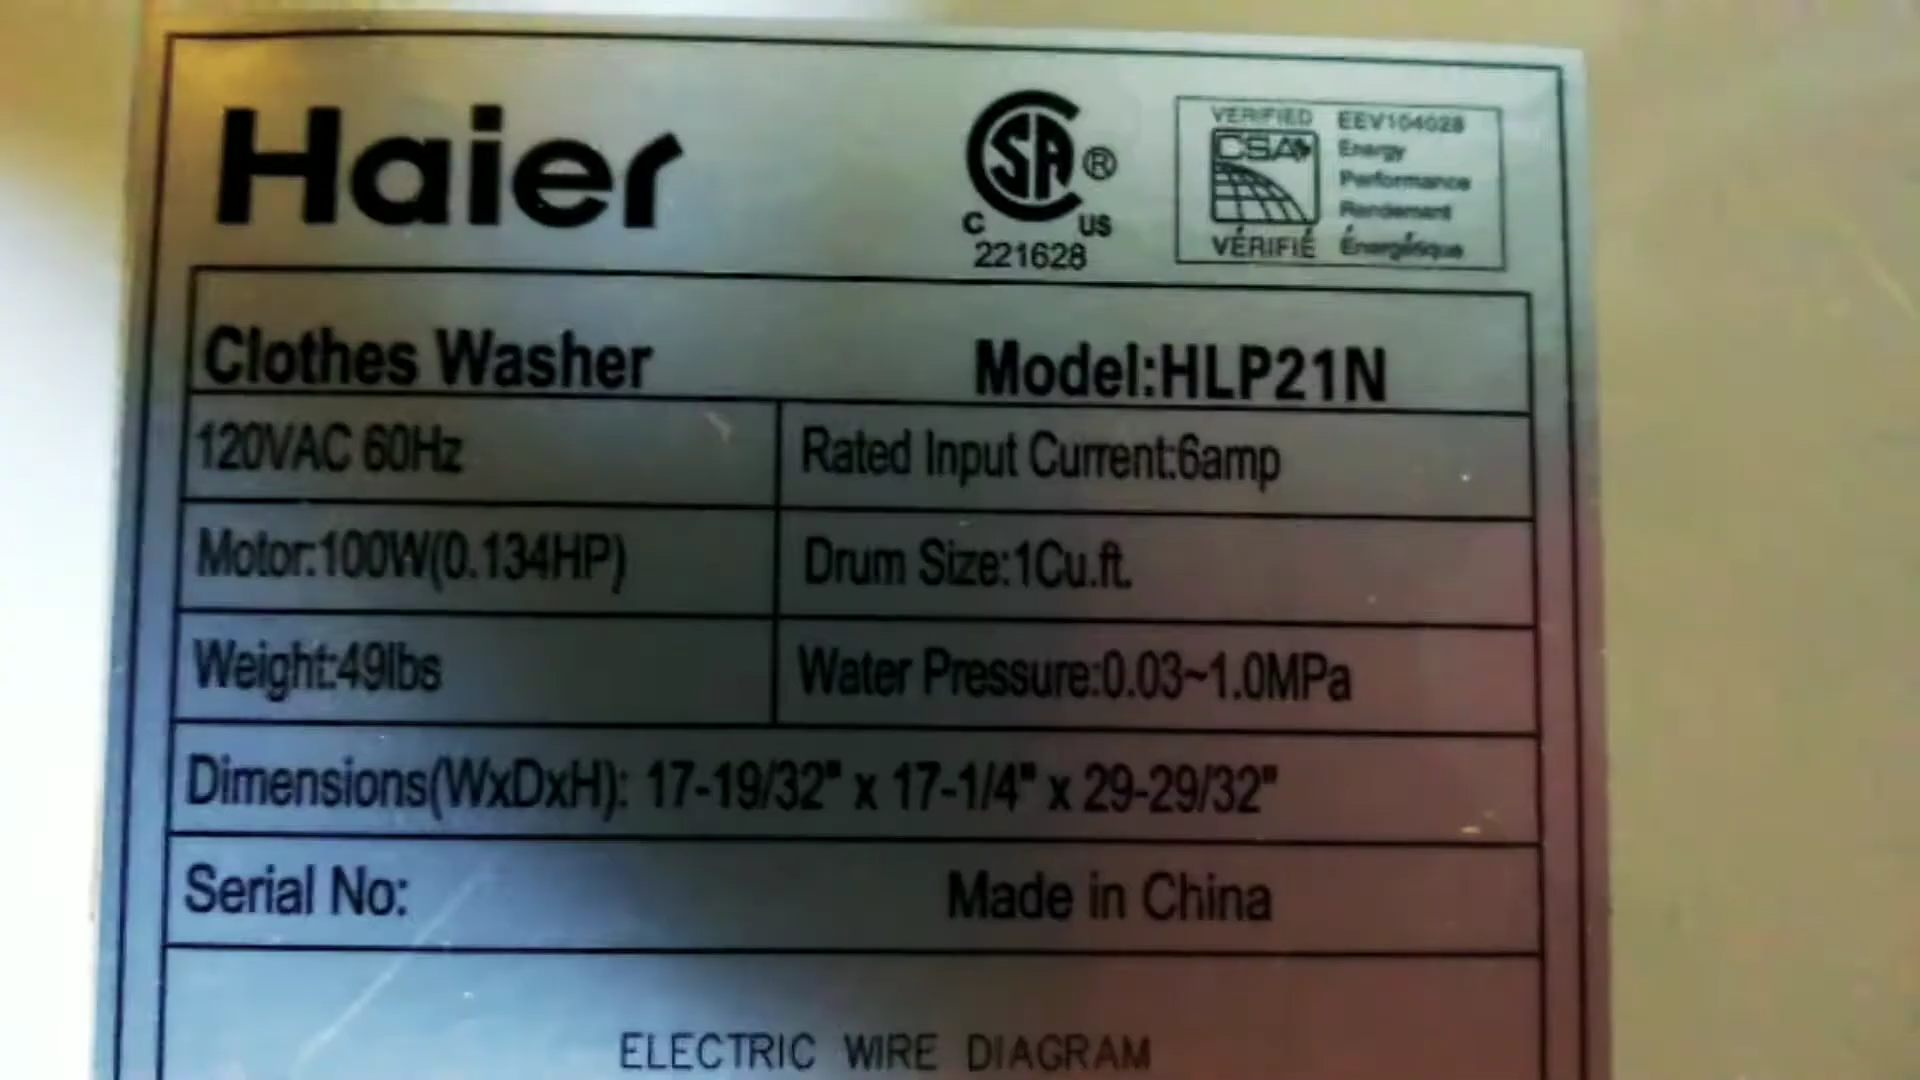 Haier
CSA ®
C US
221628
VERIFIED EEV104028
CSA Energy
Performance
Rendement
VÉRIFIÉ Énergétique
Clothes Washer Model:HLP21N
120VAC 60Hz Rated Input Current:6amp
Motor:100W(0.134HP) Drum Size:1Cu.ft.
Weight:49lbs Water Pressure:0.03~1.0MPa
Dimensions(WxDxH): 17-19/32" x 17-1/4" x 29-29/32"
Serial No: Made in China
ELECTRIC WIRE DIAGRAM